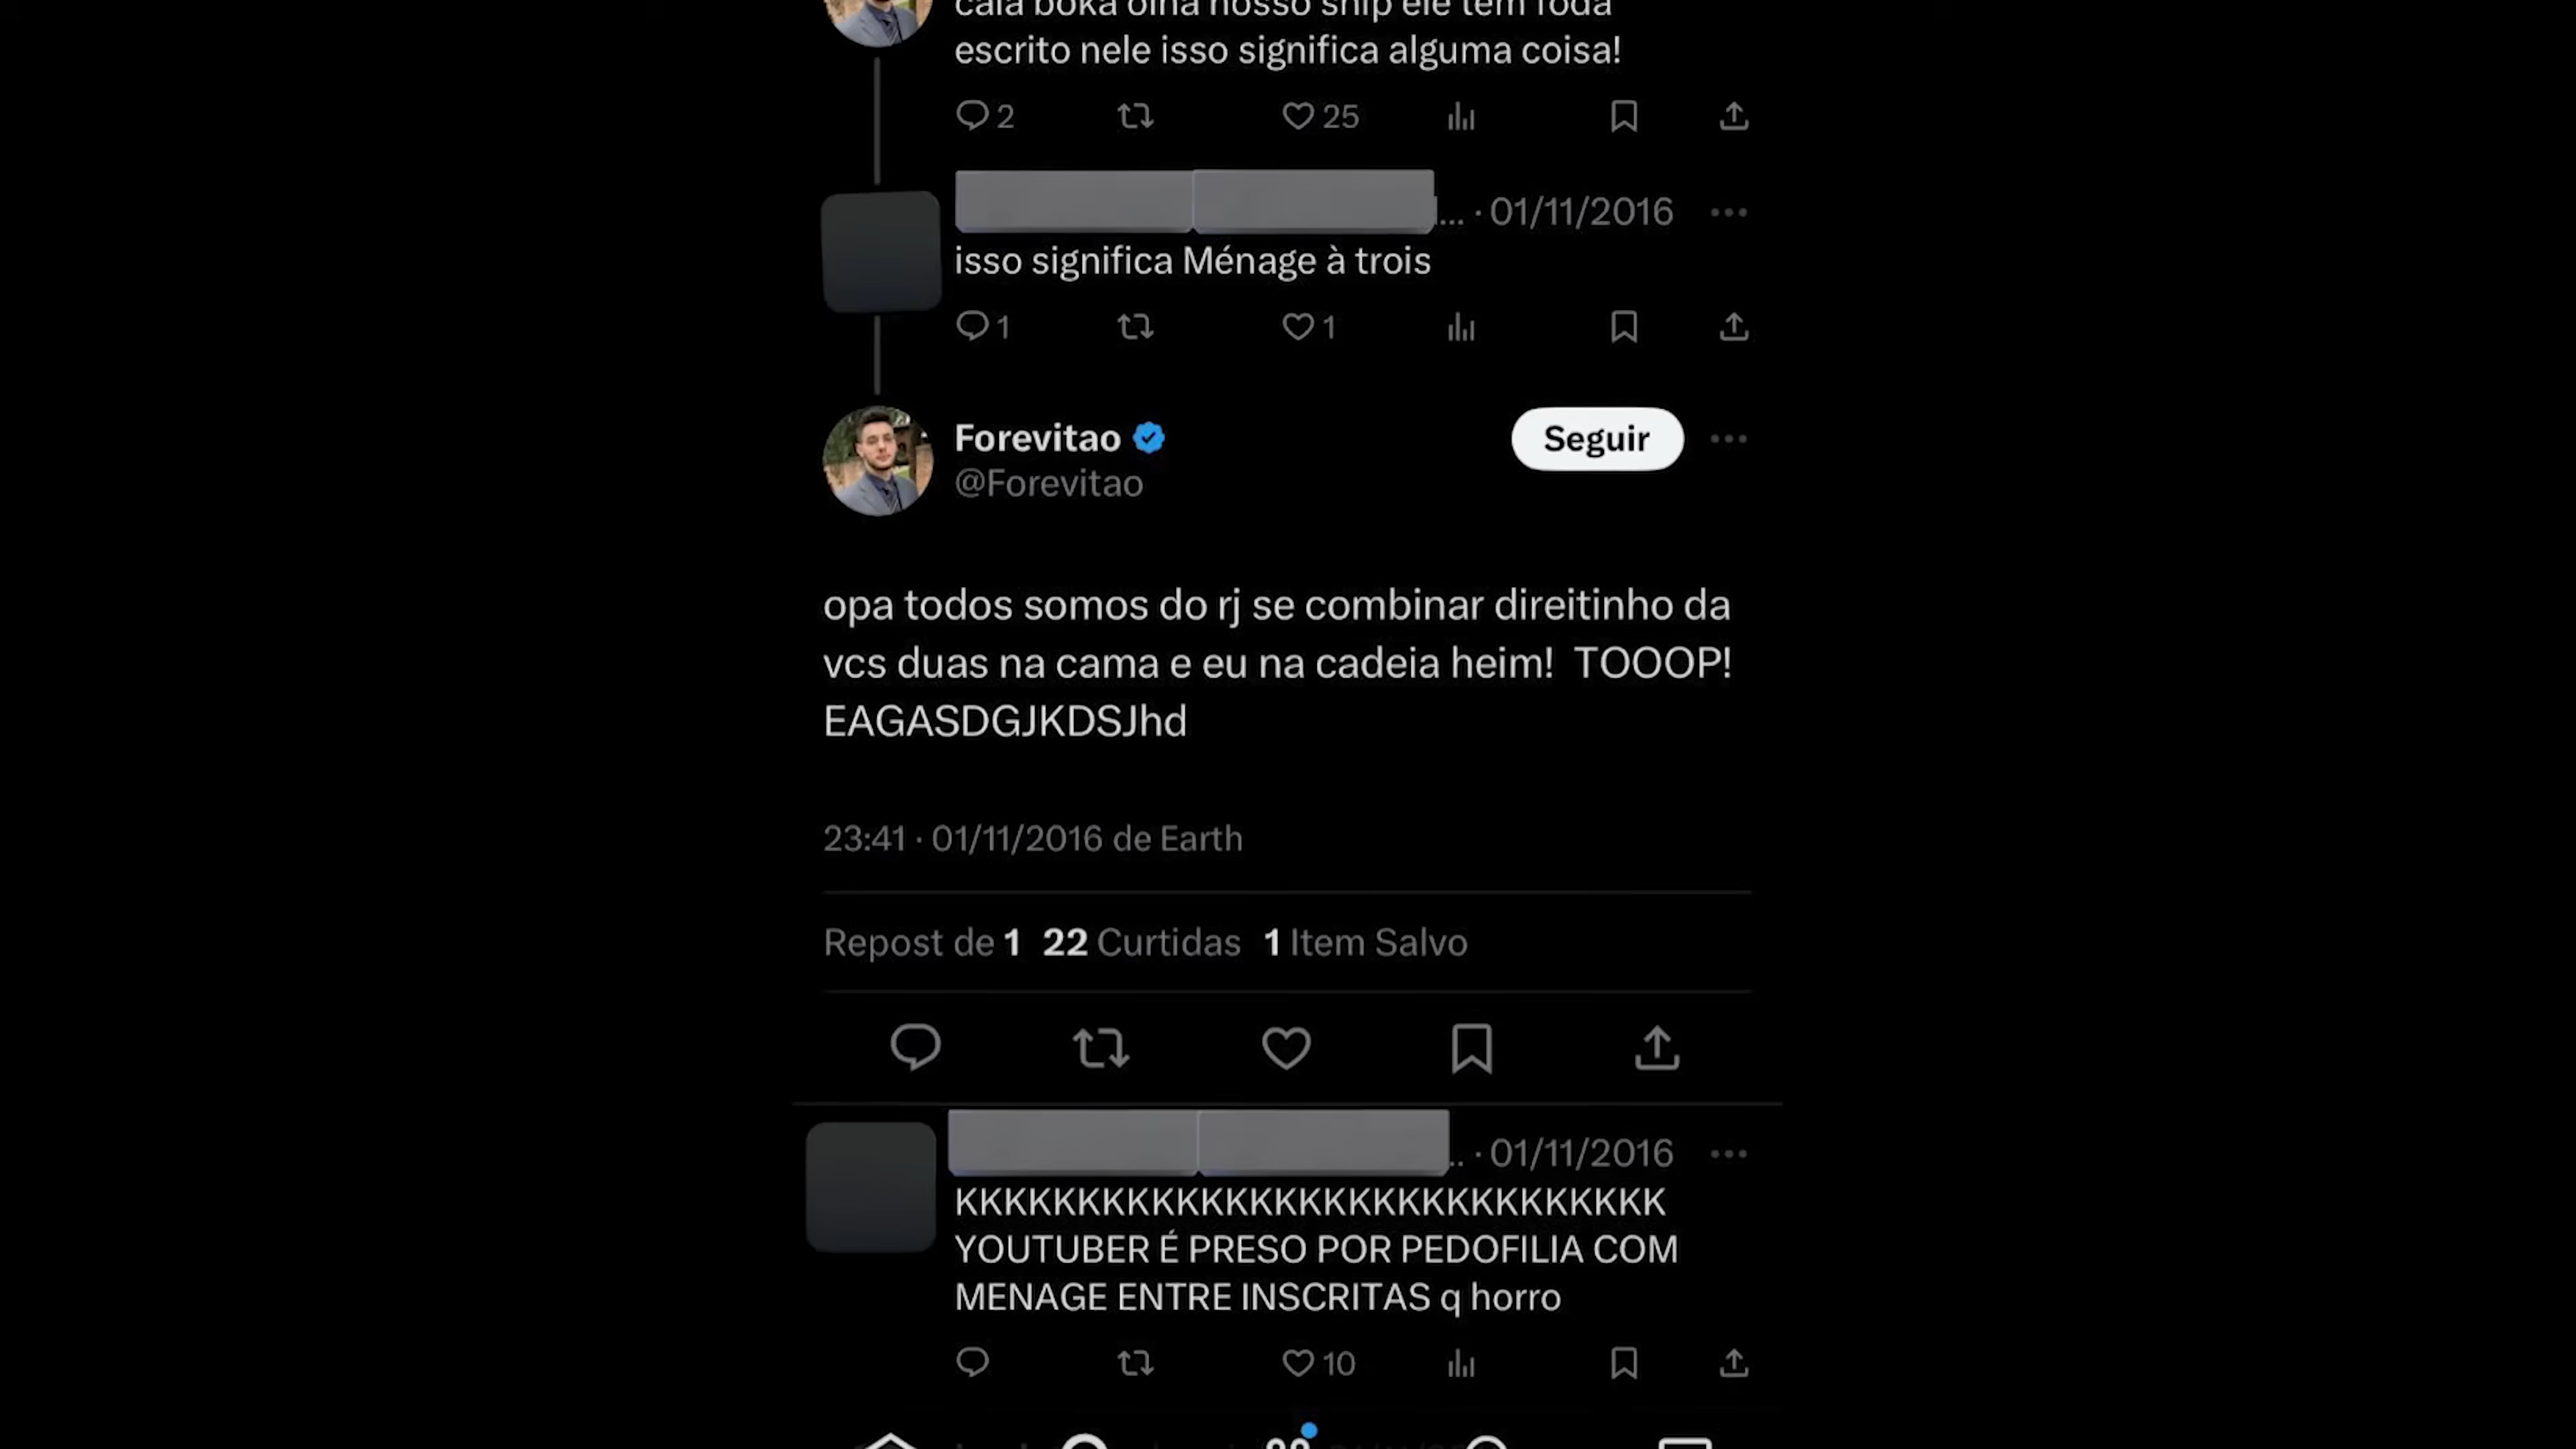 cala boka olha nosso ship ele tem foda
escrito nele isso significa alguma coisa!
2 25
... · 01/11/2016
isso significa Ménage à trois
1 1
Forevitao
@Forevitao
Seguir
opa todos somos do rj se combinar direitinho da
vcs duas na cama e eu na cadeia heim! TOOOP!
EAGASDGJKDSJhd
23:41 · 01/11/2016 de Earth
Repost de 1 22 Curtidas 1 Item Salvo
.. · 01/11/2016
KKKKKKKKKKKKKKKKKKKKKKKKKKKKK
YOUTUBER É PRESO POR PEDOFILIA COM
MENAGE ENTRE INSCRITAS q horro
10